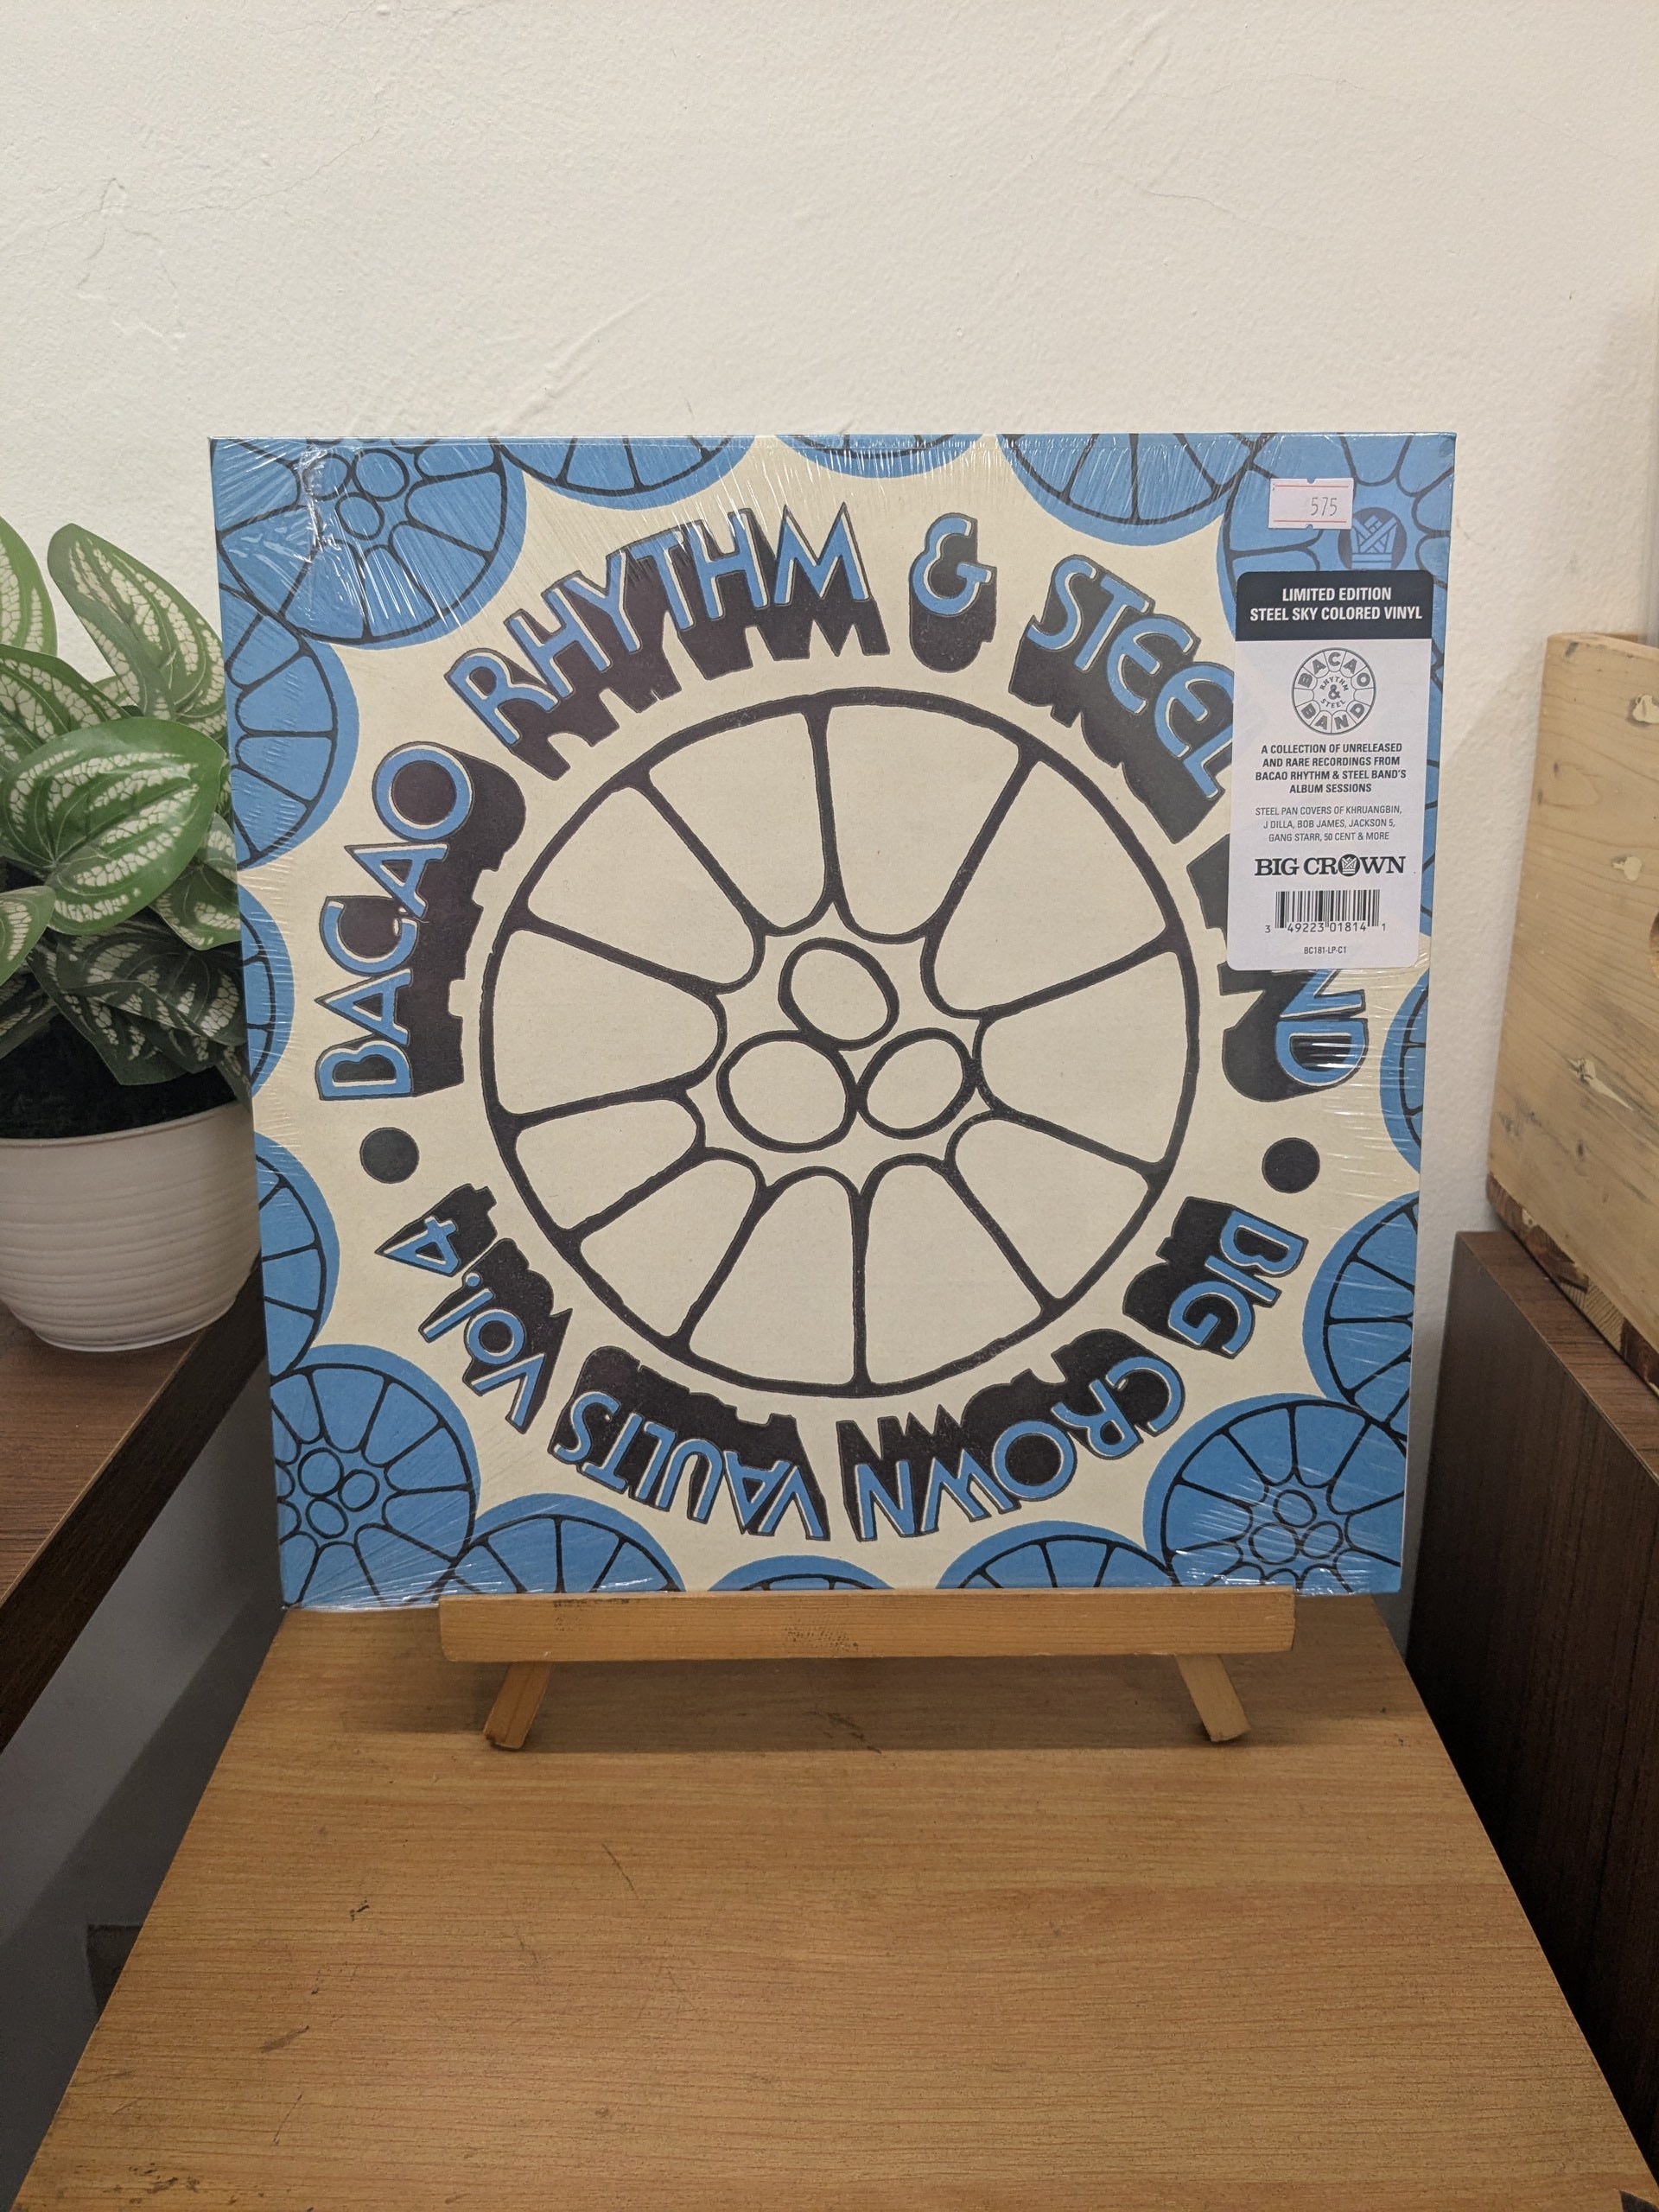 BACAO RHYTHM & STEEL ND
BIG CROWN VAULTS VOL. 4
575
LIMITED EDITION
STEEL SKY COLORED VINYL
BACAO
RHYTHM
&
STEEL
BAND
A COLLECTION OF UNRELEASED
AND RARE RECORDINGS FROM
BACAO RHYTHM & STEEL BAND'S
ALBUM SESSIONS
STEEL PAN COVERS OF KHRUANGBIN,
J DILLA, BOB JAMES, JACKSON 5,
GANG STARR, 50 CENT & MORE
BIG CROWN
3 49223 01814 1
BC181-LP-C1